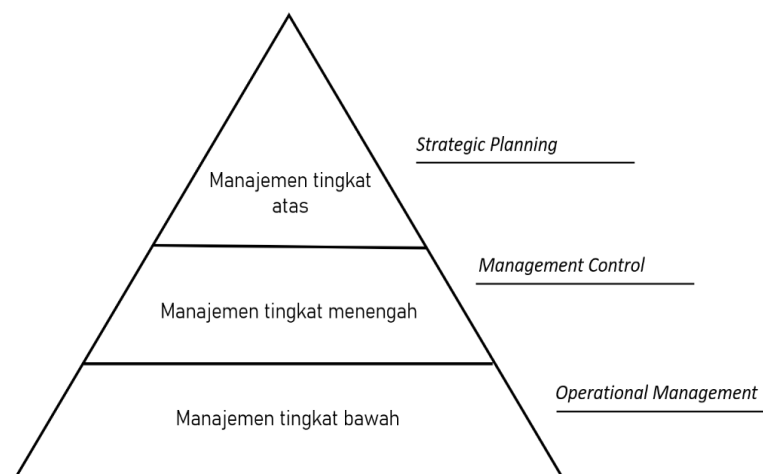 Strategic Planning
Manajemen tingkat
atas
Management Control
Manajemen tingkat menengah
Operational Management
Manajemen tingkat bawah